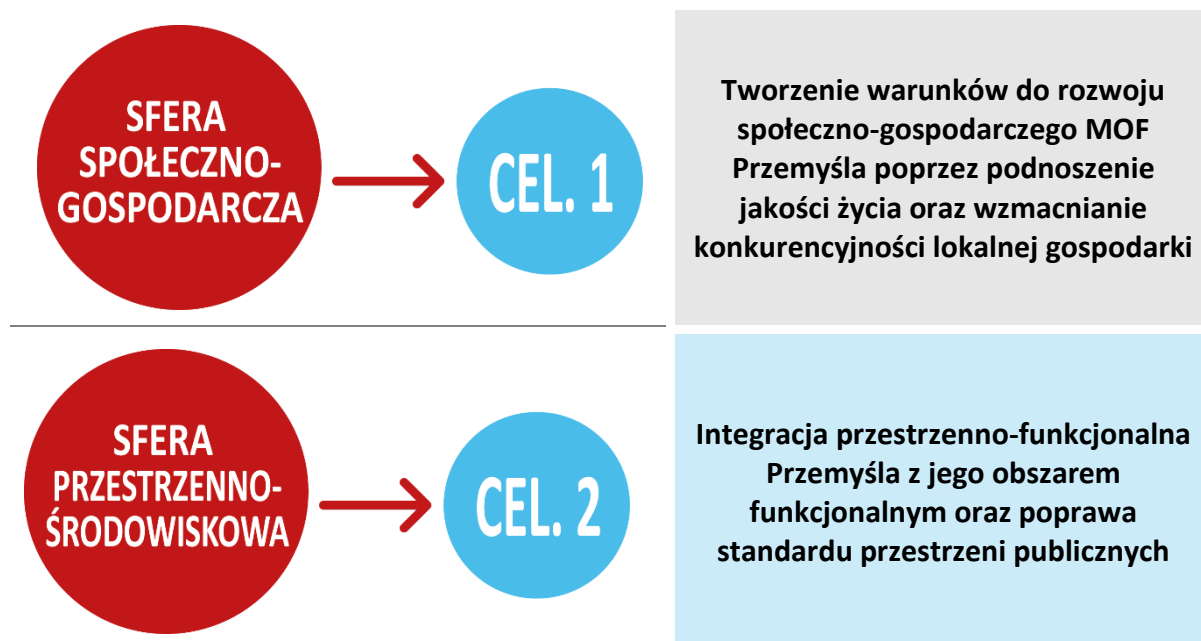 SFERA
SPOŁECZNO-
GOSPODARCZA
CEL. 1
Tworzenie warunków do rozwoju
społeczno-gospodarczego MOF
Przemyśla poprzez podnoszenie
jakości życia oraz wzmacnianie
konkurencyjności lokalnej gospodarki
SFERA
PRZESTRZENNO-
ŚRODOWISKOWA
CEL. 2
Integracja przestrzenno-funkcjonalna
Przemyśla z jego obszarem
funkcjonalnym oraz poprawa
standardu przestrzeni publicznych